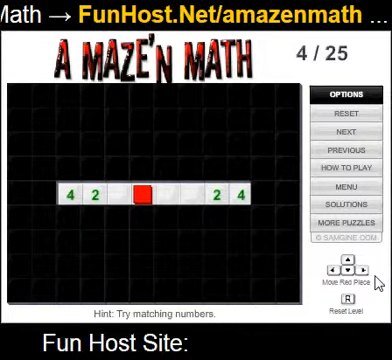 Math → FunHost.Net/amazenmath ...
A MAZE'N MATH
4 / 25
OPTIONS
RESET
NEXT
PREVIOUS
HOW TO PLAY
MENU
SOLUTIONS
MORE PUZZLES
© SAMGINE.COM
4 2 2 4
Move Red Piece
R
Reset Level
Hint: Try matching numbers.
Fun Host Site: